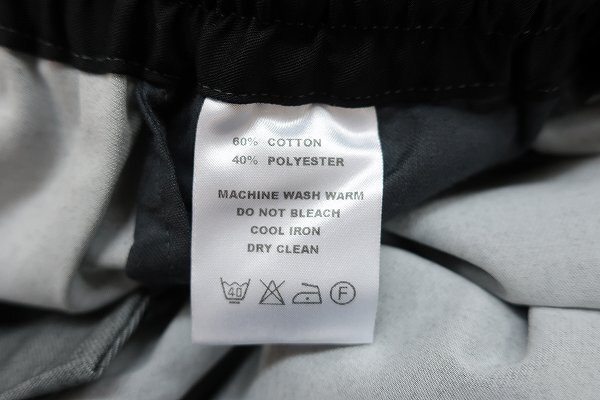 60% COTTON
40% POLYESTER
MACHINE WASH WARM
DO NOT BLEACH
COOL IRON
DRY CLEAN
40 F